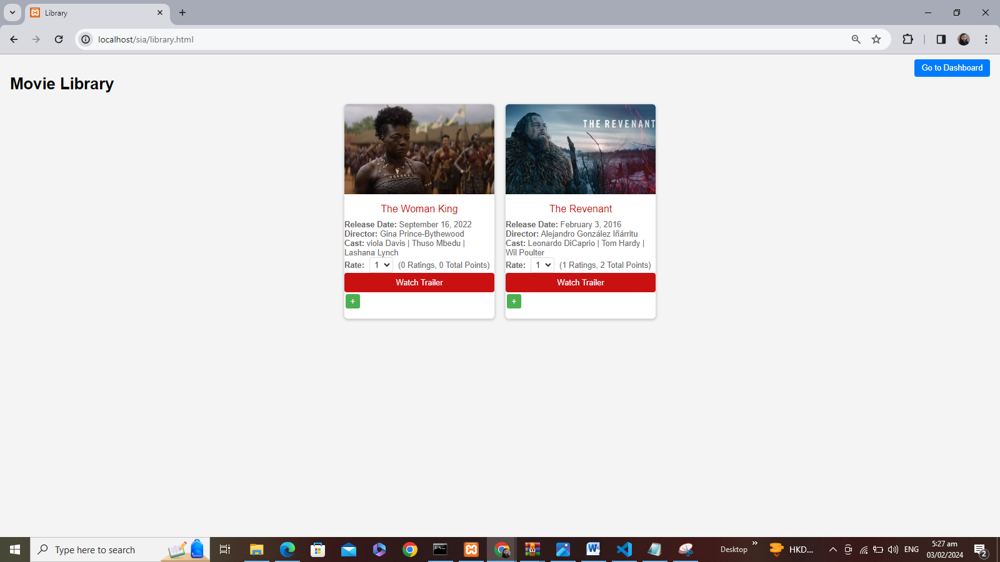 Library
localhost/sia/library.html
Go to Dashboard
Movie Library
THE REVENANT
The Woman King
Release Date: September 16, 2022
Director: Gina Prince-Bythewood
Cast: viola Davis | Thuso Mbedu |
Lashana Lynch
Rate: 1 (0 Ratings, 0 Total Points)
Watch Trailer
+
The Revenant
Release Date: February 3, 2016
Director: Alejandro González Iñárritu
Cast: Leonardo DiCaprio | Tom Hardy |
Wil Poulter
Rate: 1 (1 Ratings, 2 Total Points)
Watch Trailer
+
Type here to search
Desktop
HKD...
ENG
5:27 am
03/02/2024
2